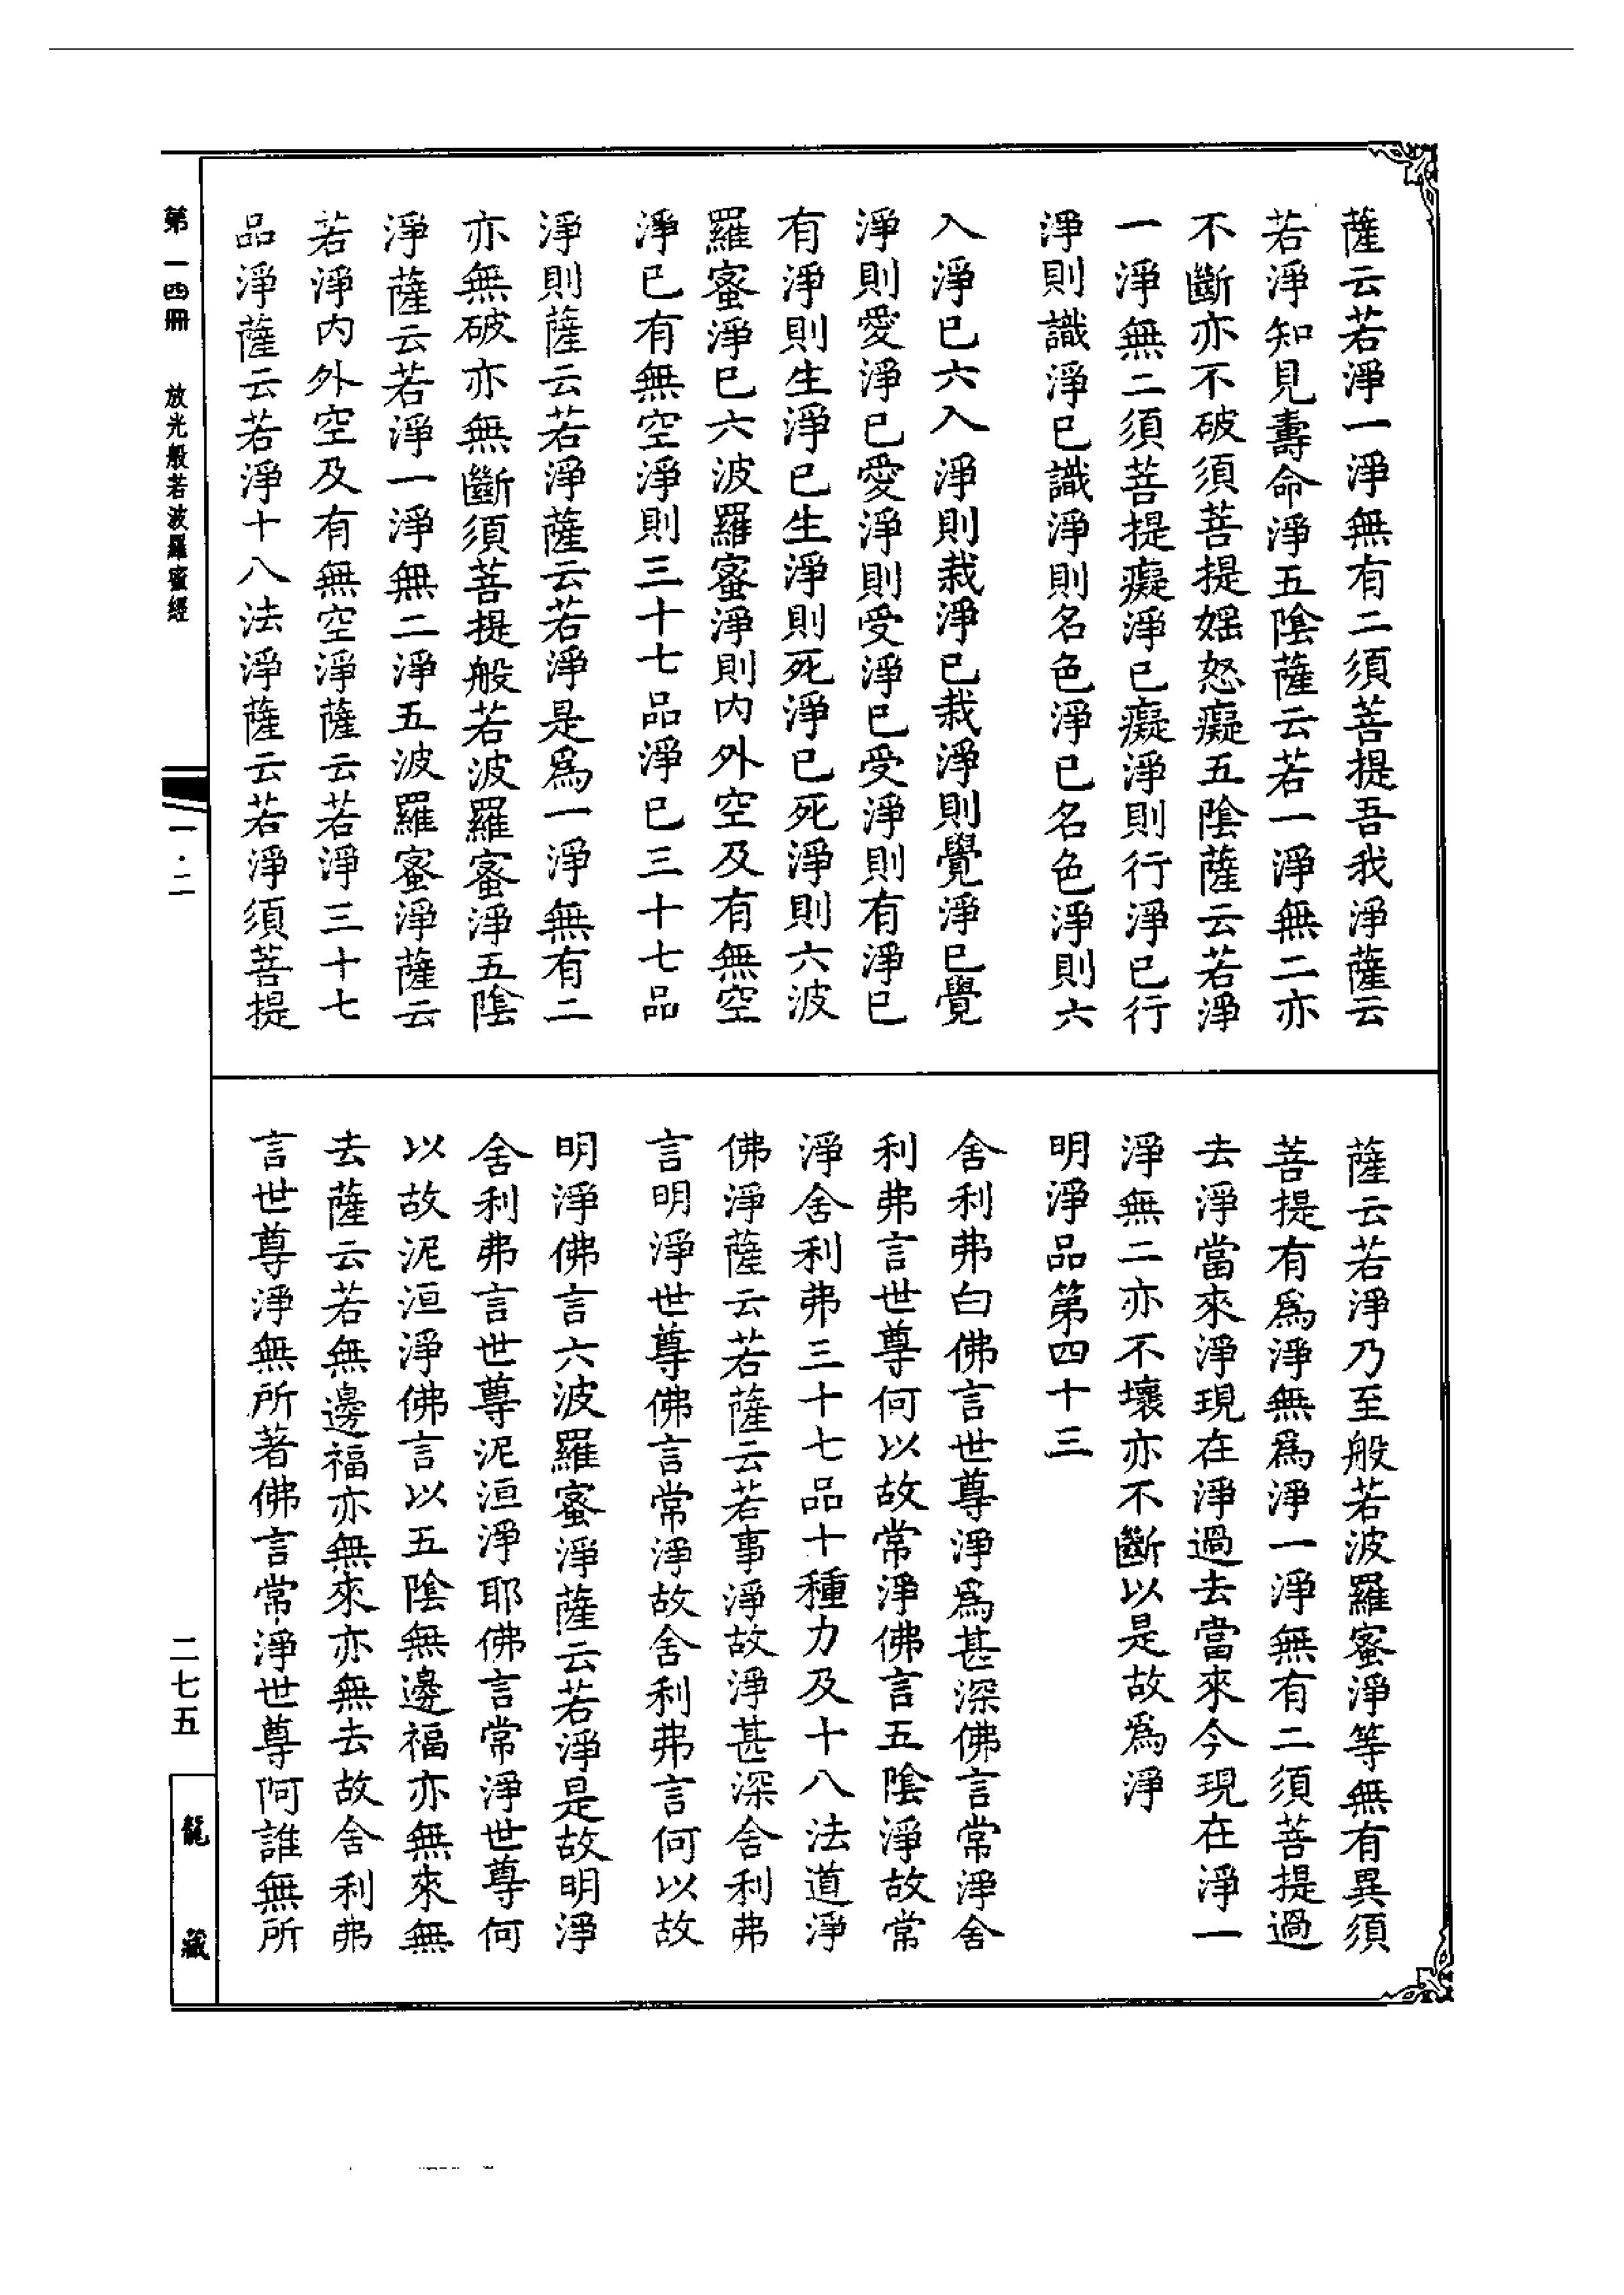 薩云若淨一淨無有二須菩提吾我淨薩云
若淨知見壽命淨五陰薩云若一淨無二亦
不斷亦不破須菩提婬怒癡五陰薩云若淨
一淨無二須菩提癡淨已癡淨則行淨已行
淨則識淨已識淨則名色淨已名色淨則六
入淨已六入淨則栽淨已栽淨則覺淨已覺
淨則愛淨已愛淨則受淨已受淨則有淨已
有淨則生淨已生淨則死淨已死淨則六波
羅蜜淨已六波羅蜜淨則內外空及有無空
淨已有無空淨則三十七品淨已三十七品
淨則薩云若淨薩云若淨是爲一淨無有二
亦無破亦無斷須菩提般若波羅蜜淨五陰
淨薩云若淨一淨無二淨五波羅蜜淨薩云
若淨內外空及有無空淨薩云若淨三十七
品淨薩云若淨十八法淨薩云若淨須菩提
薩云若淨乃至般若波羅蜜淨等無有異須
菩提有爲淨無爲淨一淨無有二須菩提過
去淨當來淨現在淨過去當來今現在淨一
淨無二亦不壞亦不斷以是故爲淨
明淨品第四十三
舍利弗白佛言世尊淨爲甚深佛言常淨舍
利弗言世尊何以故常淨佛言五陰淨故常
淨舍利弗三十七品十種力及十八法道淨
佛淨薩云若薩云若事淨故淨甚深舍利弗
言明淨世尊佛言常淨故舍利弗言何以故
明淨佛言六波羅蜜淨薩云若淨是故明淨
舍利弗言世尊泥洹淨耶佛言常淨世尊何
以故泥洹淨佛言以五陰無邊福亦無來無
去薩云若無邊福亦無來亦無去故舍利弗
言世尊淨無所著佛言常淨世尊阿誰無所
第一四冊 放光般若波羅蜜經
一·二
二七五
龍藏